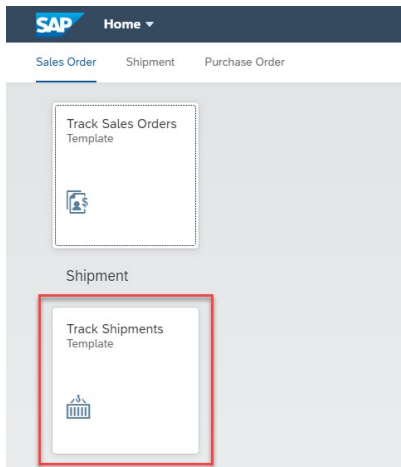 SAP Home
Sales Order Shipment Purchase Order
Track Sales Orders
Template
Shipment
Track Shipments
Template